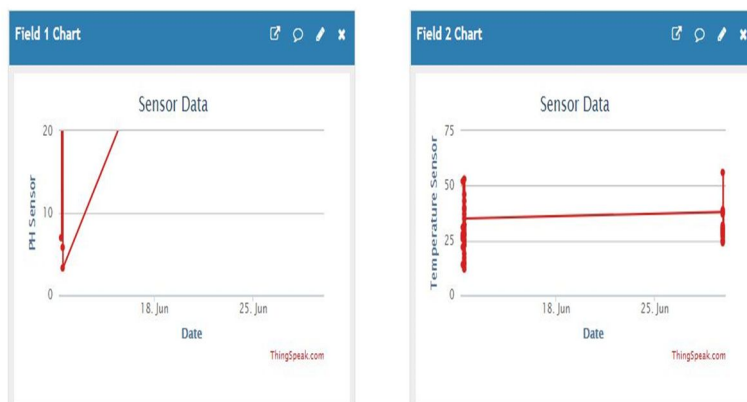 Field 1 Chart
Sensor Data
PH Sensor
20
10
0
18. Jun
25. Jun
Date
ThingSpeak.com
Field 2 Chart
Sensor Data
Temperature Sensor
75
50
25
0
18. Jun
25. Jun
Date
ThingSpeak.com